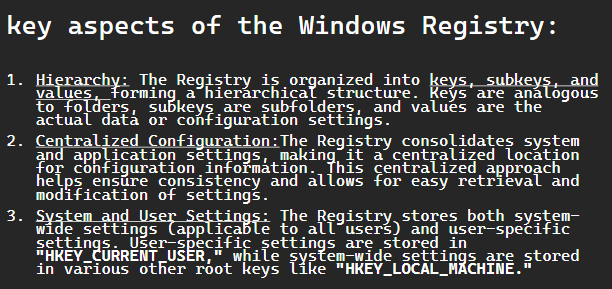 key aspects of the Windows Registry:
1. Hierarchy: The Registry is organized into keys, subkeys, and
values, forming a hierarchical structure. Keys are analogous
to folders, subkeys are subfolders, and values are the
actual data or configuration settings.
2. Centralized Configuration:The Registry consolidates system
and application settings, making it a centralized location
for configuration information. This centralized approach
helps ensure consistency and allows for easy retrieval and
modification of settings.
3. System and User Settings: The Registry stores both system-
wide settings (applicable to all users) and user-specific
settings. User-specific settings are stored in
"HKEY_CURRENT_USER," while system-wide settings are stored
in various other root keys like "HKEY_LOCAL_MACHINE."